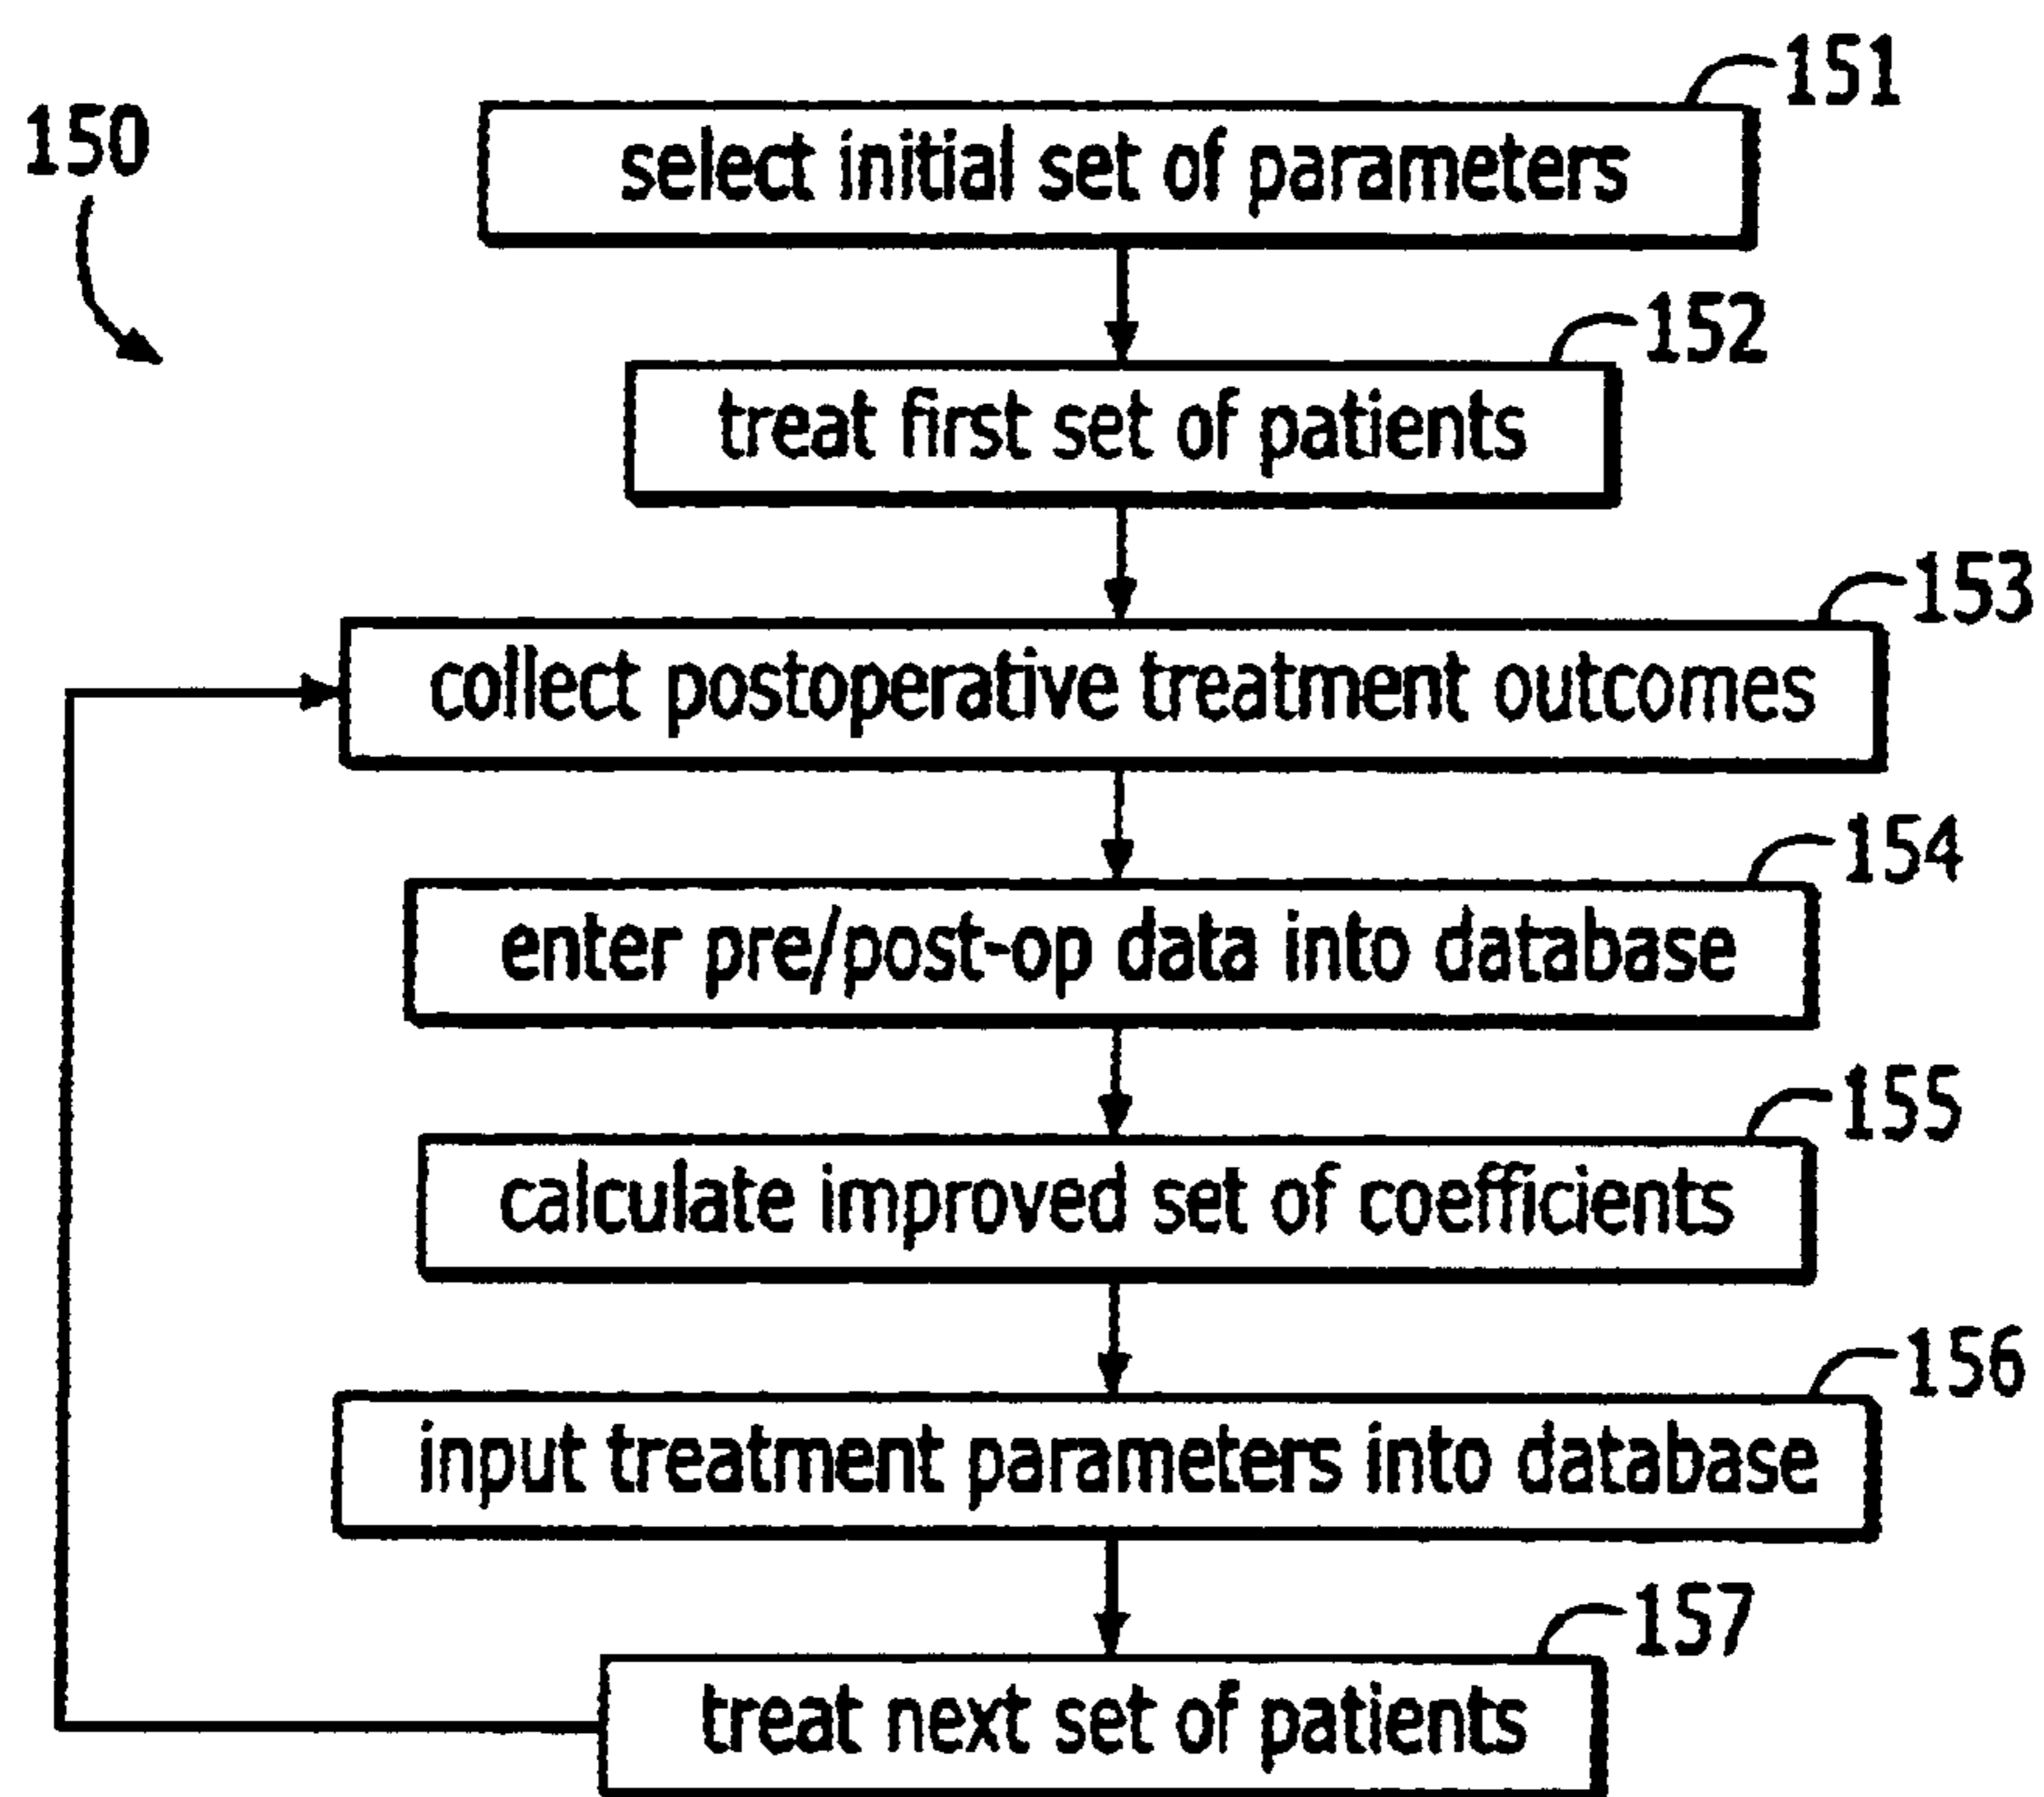 151
150
select initial set of parameters
152
treat first set of patients
153
collect postoperative treatment outcomes
154
enter pre/post-op data into database
155
calculate improved set of coefficients
156
input treatment parameters into database
157
treat next set of patients